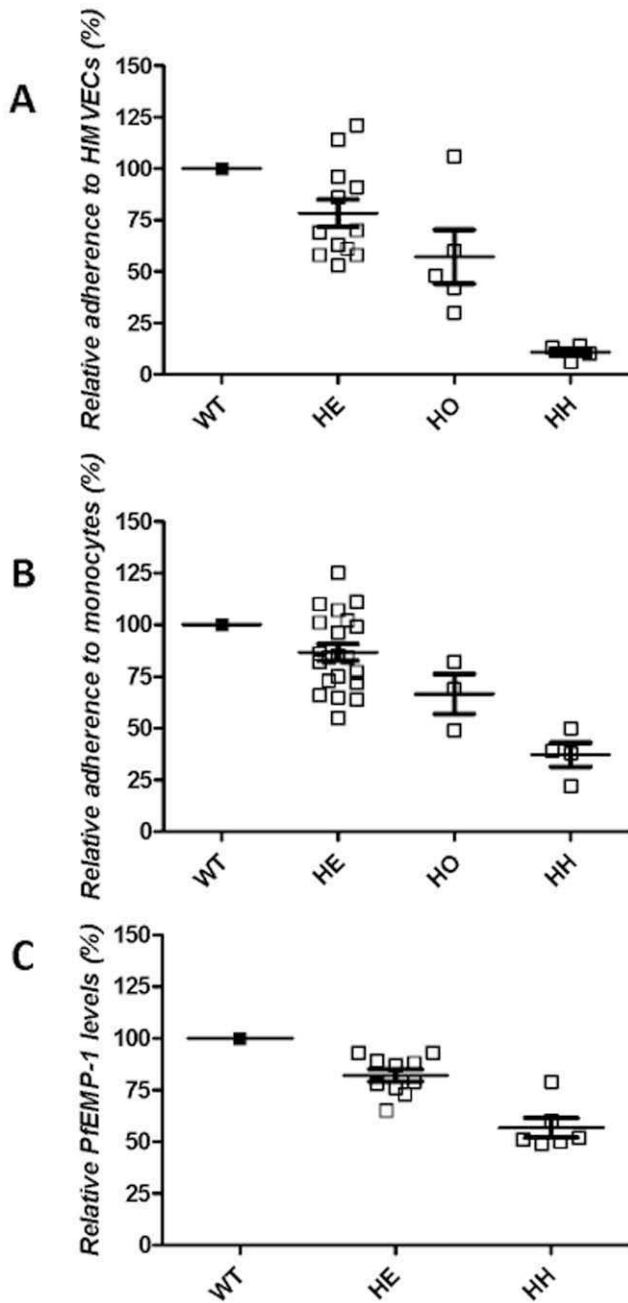 A
Relative adherence to HMVECs (%)
150
125
100
75
50
25
0
WT HE HO HH
B
Relative adherence to monocytes (%)
150
125
100
75
50
25
0
WT HE HO HH
C
Relative PfEMP-1 levels (%)
150
125
100
75
50
25
0
WT HE HH